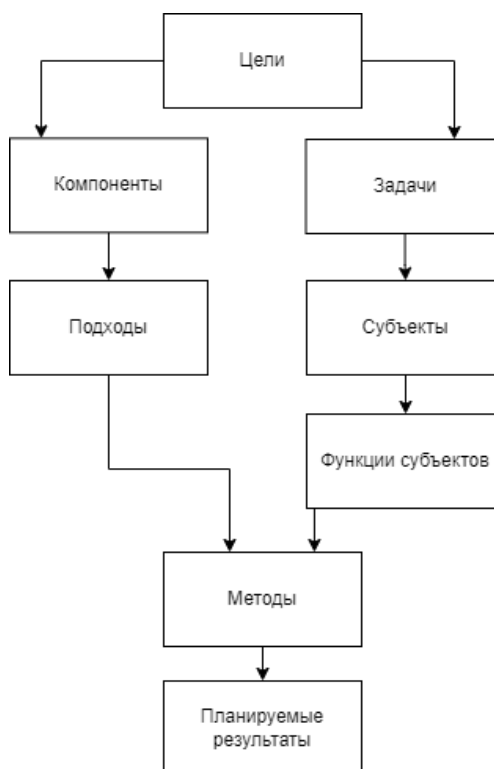 Цели
Компоненты
Задачи
Подходы
Субъекты
Функции субъектов
Методы
Планируемые
результаты